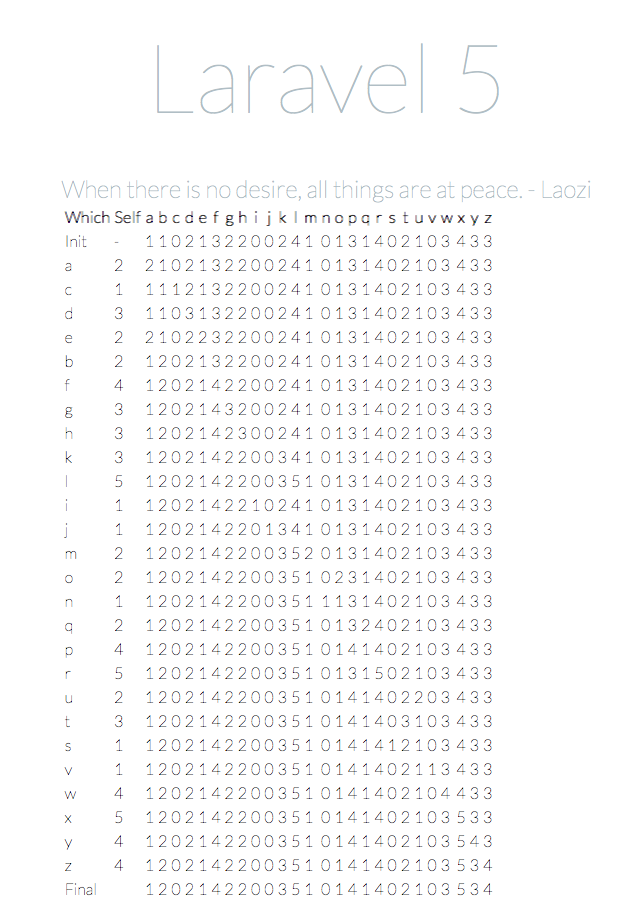 Laravel 5
When there is no desire, all things are at peace. - Laozi
Which Self a b c d e f g h i j k l m n o p q r s t u v w x y z
Init - 1 1 0 2 1 3 2 2 0 0 2 4 1 0 1 3 1 4 0 2 1 0 3 4 3 3
a 2 2 1 0 2 1 3 2 2 0 0 2 4 1 0 1 3 1 4 0 2 1 0 3 4 3 3
c 1 1 1 1 2 1 3 2 2 0 0 2 4 1 0 1 3 1 4 0 2 1 0 3 4 3 3
d 3 1 1 0 3 1 3 2 2 0 0 2 4 1 0 1 3 1 4 0 2 1 0 3 4 3 3
e 2 2 1 0 2 2 3 2 2 0 0 2 4 1 0 1 3 1 4 0 2 1 0 3 4 3 3
b 2 1 2 0 2 1 3 2 2 0 0 2 4 1 0 1 3 1 4 0 2 1 0 3 4 3 3
f 4 1 2 0 2 1 4 2 2 0 0 2 4 1 0 1 3 1 4 0 2 1 0 3 4 3 3
g 3 1 2 0 2 1 4 3 2 0 0 2 4 1 0 1 3 1 4 0 2 1 0 3 4 3 3
h 3 1 2 0 2 1 4 2 3 0 0 2 4 1 0 1 3 1 4 0 2 1 0 3 4 3 3
k 3 1 2 0 2 1 4 2 2 0 0 3 4 1 0 1 3 1 4 0 2 1 0 3 4 3 3
l 5 1 2 0 2 1 4 2 2 0 0 3 5 1 0 1 3 1 4 0 2 1 0 3 4 3 3
i 1 1 2 0 2 1 4 2 2 1 0 2 4 1 0 1 3 1 4 0 2 1 0 3 4 3 3
j 1 1 2 0 2 1 4 2 2 0 1 3 4 1 0 1 3 1 4 0 2 1 0 3 4 3 3
m 2 1 2 0 2 1 4 2 2 0 0 3 5 2 0 1 3 1 4 0 2 1 0 3 4 3 3
o 2 1 2 0 2 1 4 2 2 0 0 3 5 1 0 2 3 1 4 0 2 1 0 3 4 3 3
n 1 1 2 0 2 1 4 2 2 0 0 3 5 1 1 1 3 1 4 0 2 1 0 3 4 3 3
q 2 1 2 0 2 1 4 2 2 0 0 3 5 1 0 1 3 2 4 0 2 1 0 3 4 3 3
p 4 1 2 0 2 1 4 2 2 0 0 3 5 1 0 1 4 1 4 0 2 1 0 3 4 3 3
r 5 1 2 0 2 1 4 2 2 0 0 3 5 1 0 1 3 1 5 0 2 1 0 3 4 3 3
u 2 1 2 0 2 1 4 2 2 0 0 3 5 1 0 1 4 1 4 0 2 2 0 3 4 3 3
t 3 1 2 0 2 1 4 2 2 0 0 3 5 1 0 1 4 1 4 0 3 1 0 3 4 3 3
s 1 1 2 0 2 1 4 2 2 0 0 3 5 1 0 1 4 1 4 1 2 1 0 3 4 3 3
v 1 1 2 0 2 1 4 2 2 0 0 3 5 1 0 1 4 1 4 0 2 1 1 3 4 3 3
w 4 1 2 0 2 1 4 2 2 0 0 3 5 1 0 1 4 1 4 0 2 1 0 4 4 3 3
x 5 1 2 0 2 1 4 2 2 0 0 3 5 1 0 1 4 1 4 0 2 1 0 3 5 3 3
y 4 1 2 0 2 1 4 2 2 0 0 3 5 1 0 1 4 1 4 0 2 1 0 3 5 4 3
z 4 1 2 0 2 1 4 2 2 0 0 3 5 1 0 1 4 1 4 0 2 1 0 3 5 3 4
Final 1 2 0 2 1 4 2 2 0 0 3 5 1 0 1 4 1 4 0 2 1 0 3 5 3 4